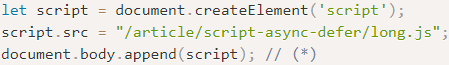 let script = document.createElement('script');
script.src = "/article/script-async-defer/long.js";
document.body.append(script); // (*)